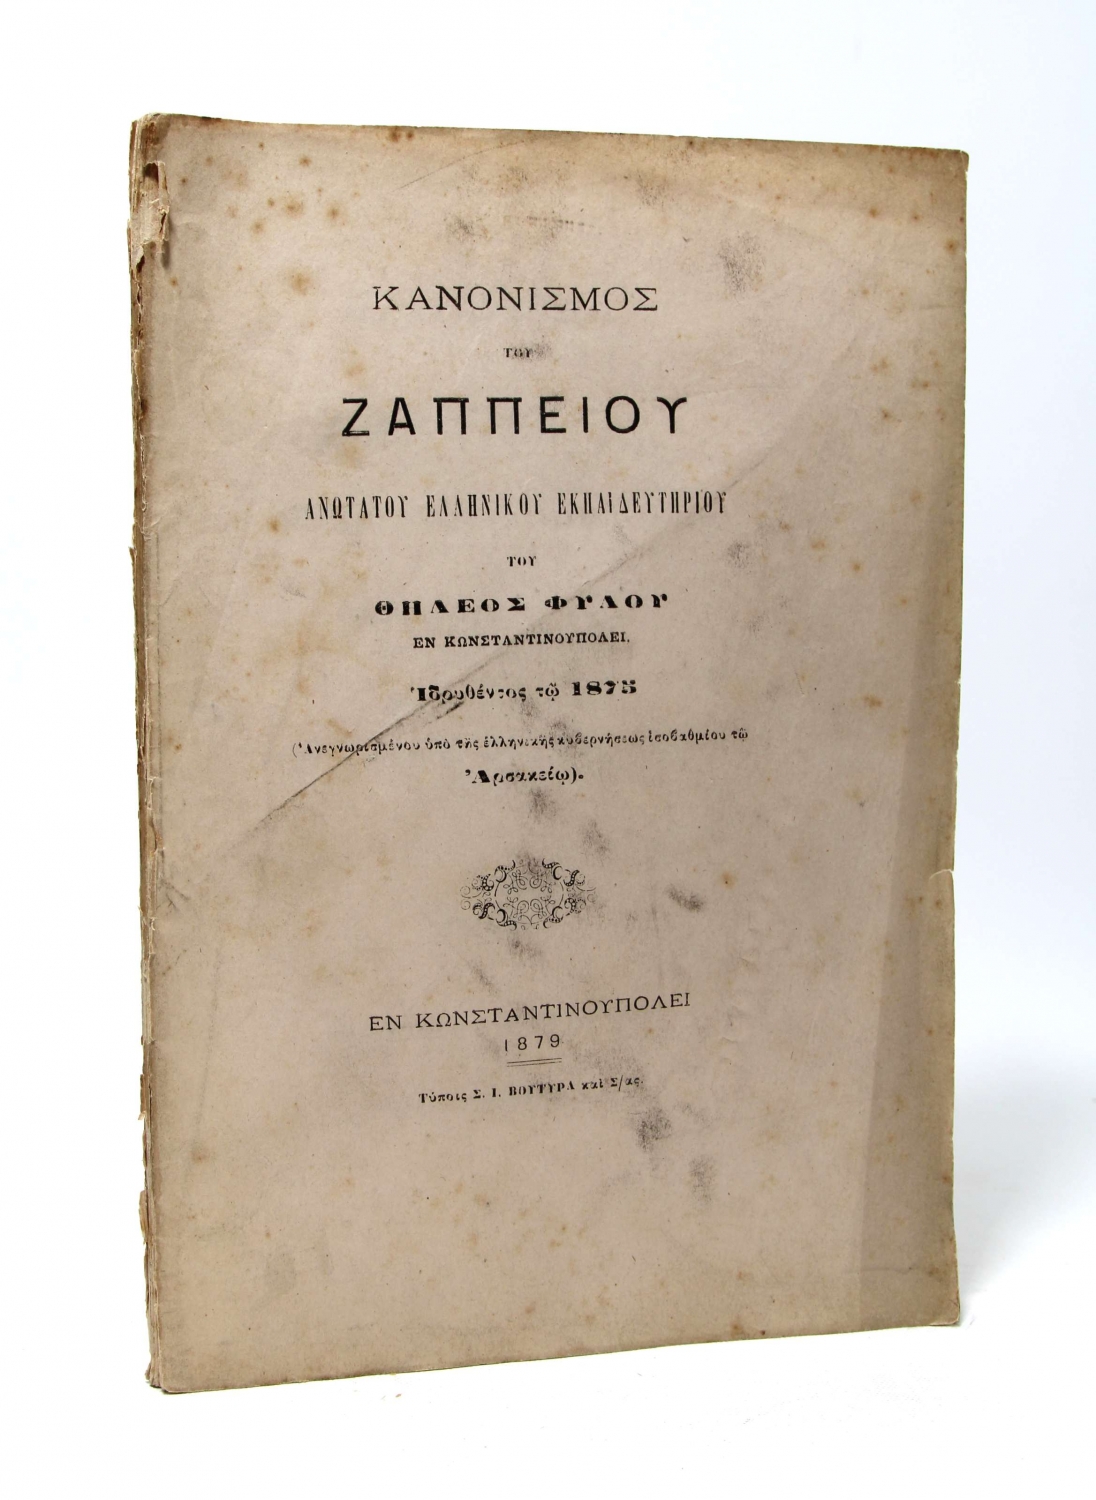 ΚΑΝΟΝΙΣΜΟΣ
ΤΟΥ
ΖΑΠΠΕΙΟΥ
ΑΝΩΤΑΤΟΥ ΕΛΛΗΝΙΚΟΥ ΕΚΠΑΙΔΕΥΤΗΡΙΟΥ
ΤΟΥ
ΘΗΛΕΟΣ ΦΥΛΟΥ
ΕΝ ΚΩΝΣΤΑΝΤΙΝΟΥΠΟΛΕΙ.
Ἱδρυθέντος τῷ 1875
(Ἀνεγνωρισμένου ὑπὸ τῆς ἑλληνικῆς κυβερνήσεως ἰσοβαθμίου τῷ
Ἀρσακείῳ).
ΕΝ ΚΩΝΣΤΑΝΤΙΝΟΥΠΟΛΕΙ
1879
Τύποις Σ. Ι. ΒΟΥΤΥΡΑ καὶ Σ/ας.